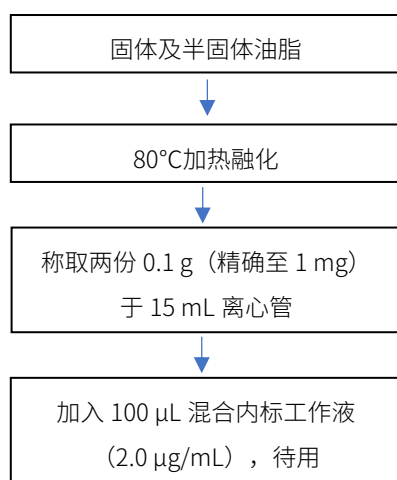 固体及半固体油脂
80°C加热融化
称取两份 0.1 g（精确至 1 mg）
于 15 mL 离心管
加入 100 μL 混合内标工作液
（2.0 μg/mL），待用